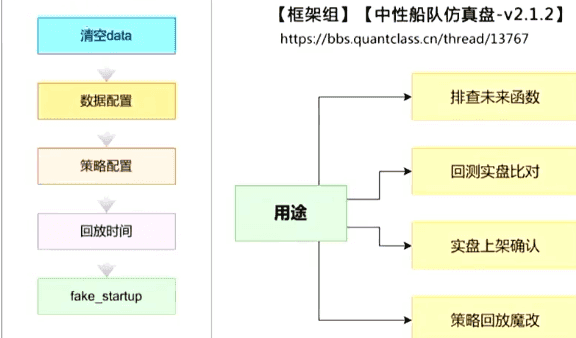 清空data
数据配置
策略配置
回放时间
fake_startup
【框架组】【中性船队仿真盘-v2.1.2】
https://bbs.quantclass.cn/thread/13767
用途
排查未来函数
回测实盘比对
实盘上架确认
策略回放魔改